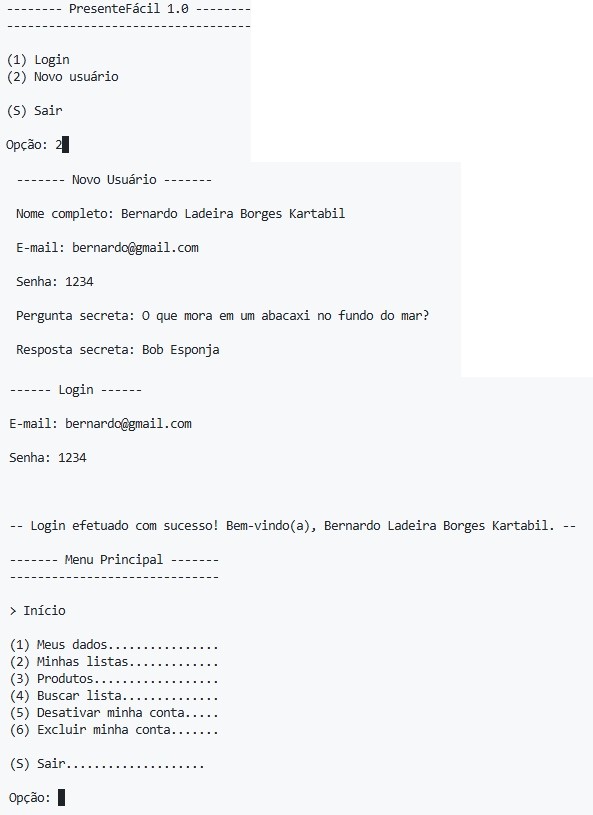 -------- PresenteFácil 1.0 --------
-----------------------------------
(1) Login
(2) Novo usuário
(S) Sair
Opção: 2
------- Novo Usuário -------
Nome completo: Bernardo Ladeira Borges Kartabil
E-mail: bernardo@gmail.com
Senha: 1234
Pergunta secreta: O que mora em um abacaxi no fundo do mar?
Resposta secreta: Bob Esponja
------ Login ------
E-mail: bernardo@gmail.com
Senha: 1234
-- Login efetuado com sucesso! Bem-vindo(a), Bernardo Ladeira Borges Kartabil. --
------- Menu Principal -------
------------------------------
> Início
(1) Meus dados................
(2) Minhas listas.............
(3) Produtos..................
(4) Buscar lista..............
(5) Desativar minha conta.....
(6) Excluir minha conta.......
(S) Sair....................
Opção: